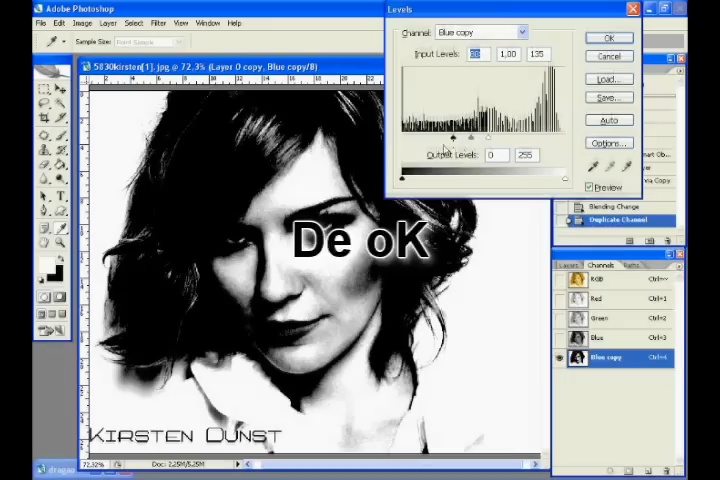 Adobe Photoshop
File Edit Image Layer Select Filter View Window Help
Sample Size:
5830kirsten[1].jpg @ 72,3% (Layer 0 copy, Blue copy/8)
Levels
Channel: Blue copy
OK
Input Levels: 1,00 135
Cancel
Load...
Save...
Auto
Options...
Output Levels: 0 255
Preview
Via Copy
Blending Change
Duplicate Channel
Layers Channels Paths
RGB Ctrl+~
Red Ctrl+1
Green Ctrl+2
Blue Ctrl+3
Blue copy Ctrl+4
De oK
Kirsten Dunst
72,32% Doc: 2,25M/5,25M
dragao